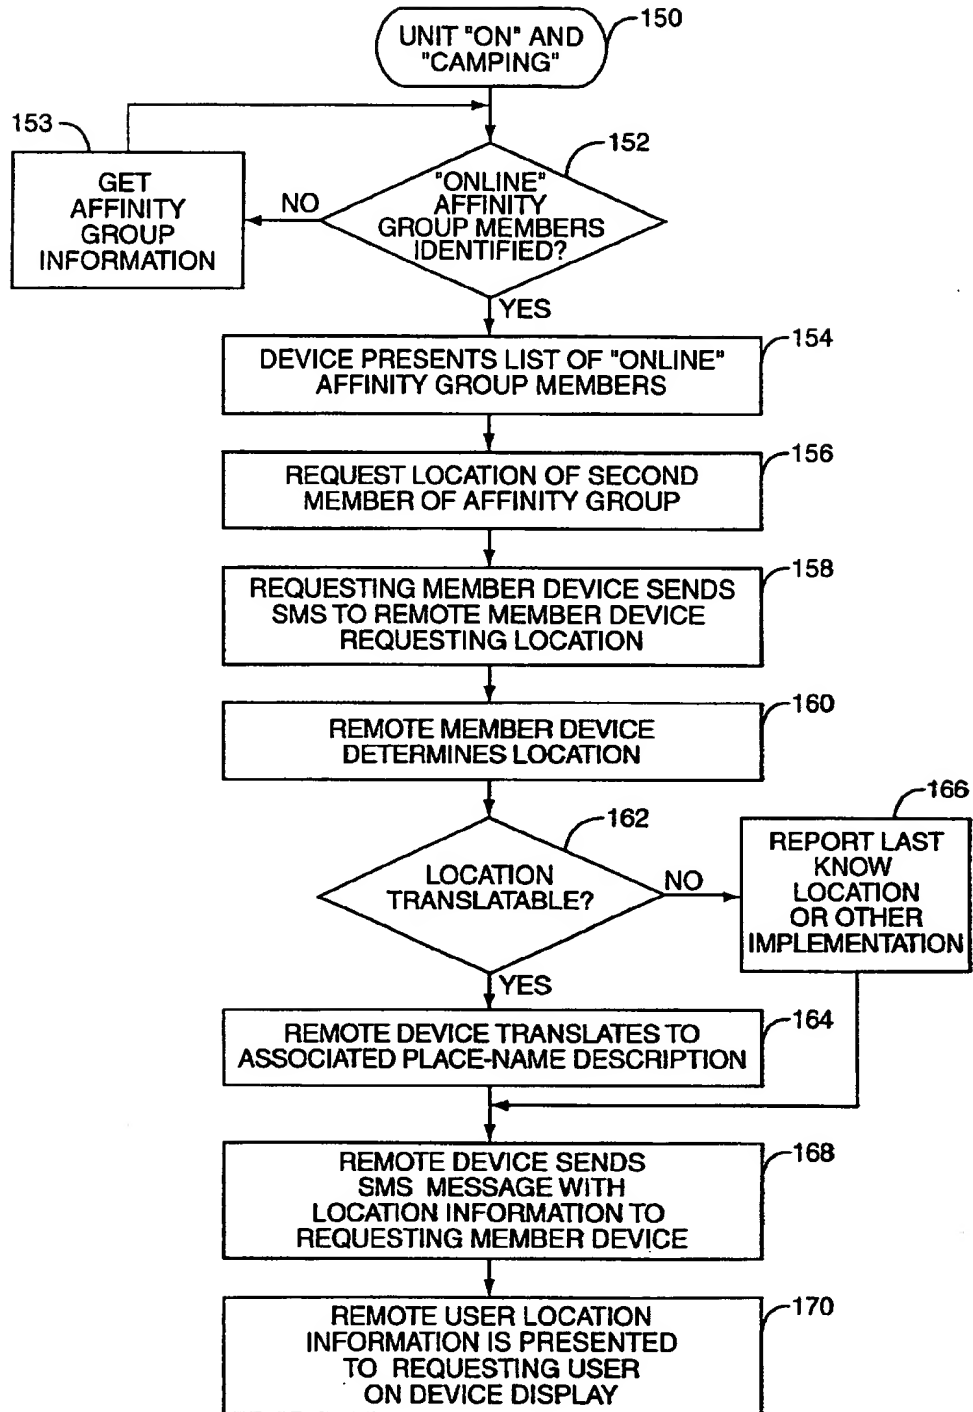 UNIT "ON" AND
"CAMPING"
150
153
GET
AFFINITY
GROUP
INFORMATION
NO
152
"ONLINE"
AFFINITY
GROUP MEMBERS
IDENTIFIED?
YES
154
DEVICE PRESENTS LIST OF "ONLINE"
AFFINITY GROUP MEMBERS
156
REQUEST LOCATION OF SECOND
MEMBER OF AFFINITY GROUP
158
REQUESTING MEMBER DEVICE SENDS
SMS TO REMOTE MEMBER DEVICE
REQUESTING LOCATION
160
REMOTE MEMBER DEVICE
DETERMINES LOCATION
162
LOCATION
TRANSLATABLE?
NO
166
REPORT LAST
KNOW
LOCATION
OR OTHER
IMPLEMENTATION
YES
164
REMOTE DEVICE TRANSLATES TO
ASSOCIATED PLACE-NAME DESCRIPTION
168
REMOTE DEVICE SENDS
SMS MESSAGE WITH
LOCATION INFORMATION TO
REQUESTING MEMBER DEVICE
170
REMOTE USER LOCATION
INFORMATION IS PRESENTED
TO REQUESTING USER
ON DEVICE DISPLAY